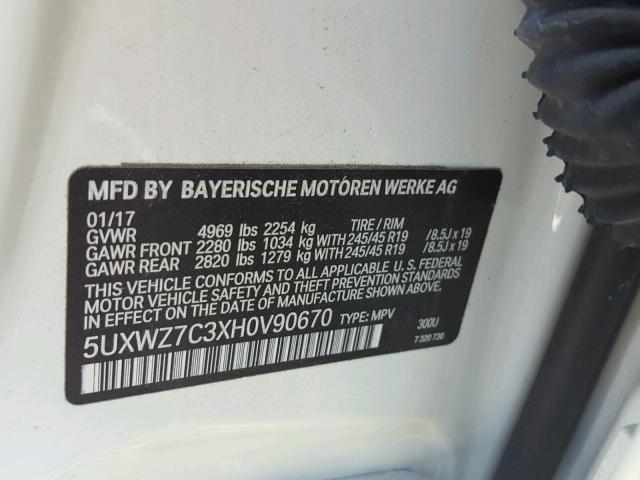 MFD BY BAYERISCHE MOTOREN WERKE AG
01/17
GVWR 4969 lbs 2254 kg TIRE / RIM
GAWR FRONT 2280 lbs 1034 kg WITH 245/45 R19 /8.5J x 19
GAWR REAR 2820 lbs 1279 kg WITH 245/45 R19 /8.5J x 19
THIS VEHICLE CONFORMS TO ALL APPLICABLE U. S. FEDERAL
MOTOR VEHICLE SAFETY AND THEFT PREVENTION STANDARDS
IN EFFECT ON THE DATE OF MANUFACTURE SHOWN ABOVE.
5UXWZ7C3XH0V90670 TYPE: MPV 300U
7 320 730